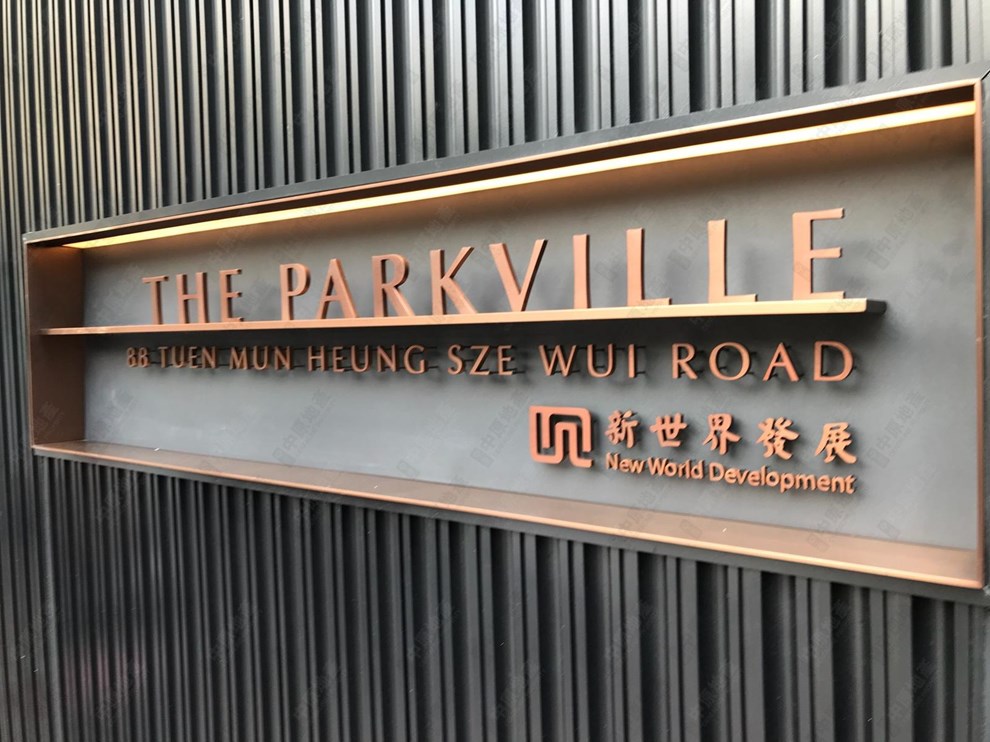 THE PARKVILLE
88 TUEN MUN HEUNG SZE WUI ROAD
新世界發展
New World Development